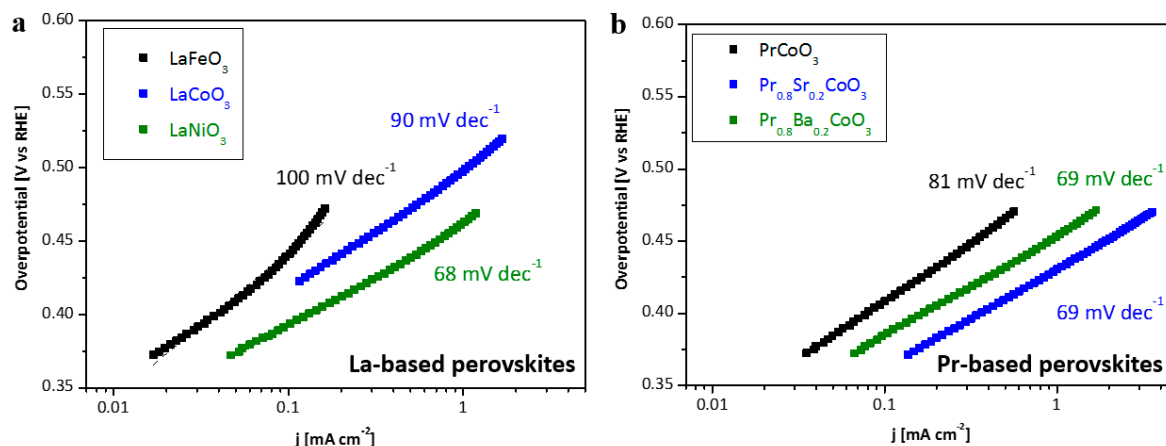 a
LaFeO₃
LaCoO₃
LaNiO₃
100 mV dec⁻¹
90 mV dec⁻¹
68 mV dec⁻¹
La-based perovskites
Overpotential [V vs RHE]
0.60
0.55
0.50
0.45
0.40
0.35
0.01
0.1
1
j [mA cm⁻²]
b
PrCoO₃
Pr₀.₈Sr₀.₂CoO₃
Pr₀.₈Ba₀.₂CoO₃
81 mV dec⁻¹
69 mV dec⁻¹
69 mV dec⁻¹
Pr-based perovskites
Overpotential [V vs RHE]
0.60
0.55
0.50
0.45
0.40
0.35
0.01
0.1
1
j [mA cm⁻²]